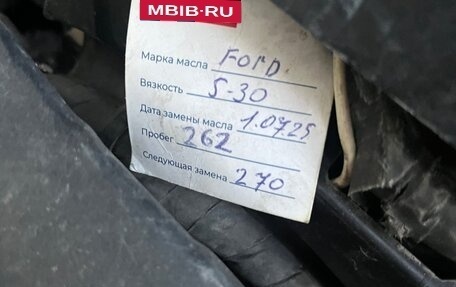 MBIB·RU
Марка масла Ford.
Вязкость 5-30
Дата замены масла 1.07.25
Пробег 262
Следующая замена 270